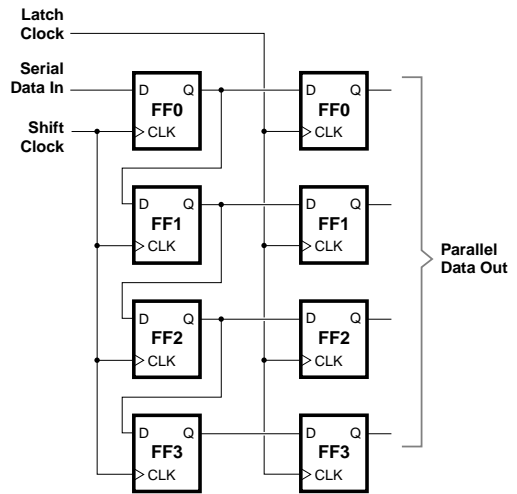 Latch
Clock
Serial
Data In
Shift
Clock
D Q
FF0
CLK
D Q
FF0
CLK
D Q
FF1
CLK
D Q
FF1
CLK
Parallel
Data Out
D Q
FF2
CLK
D Q
FF2
CLK
D Q
FF3
CLK
D Q
FF3
CLK